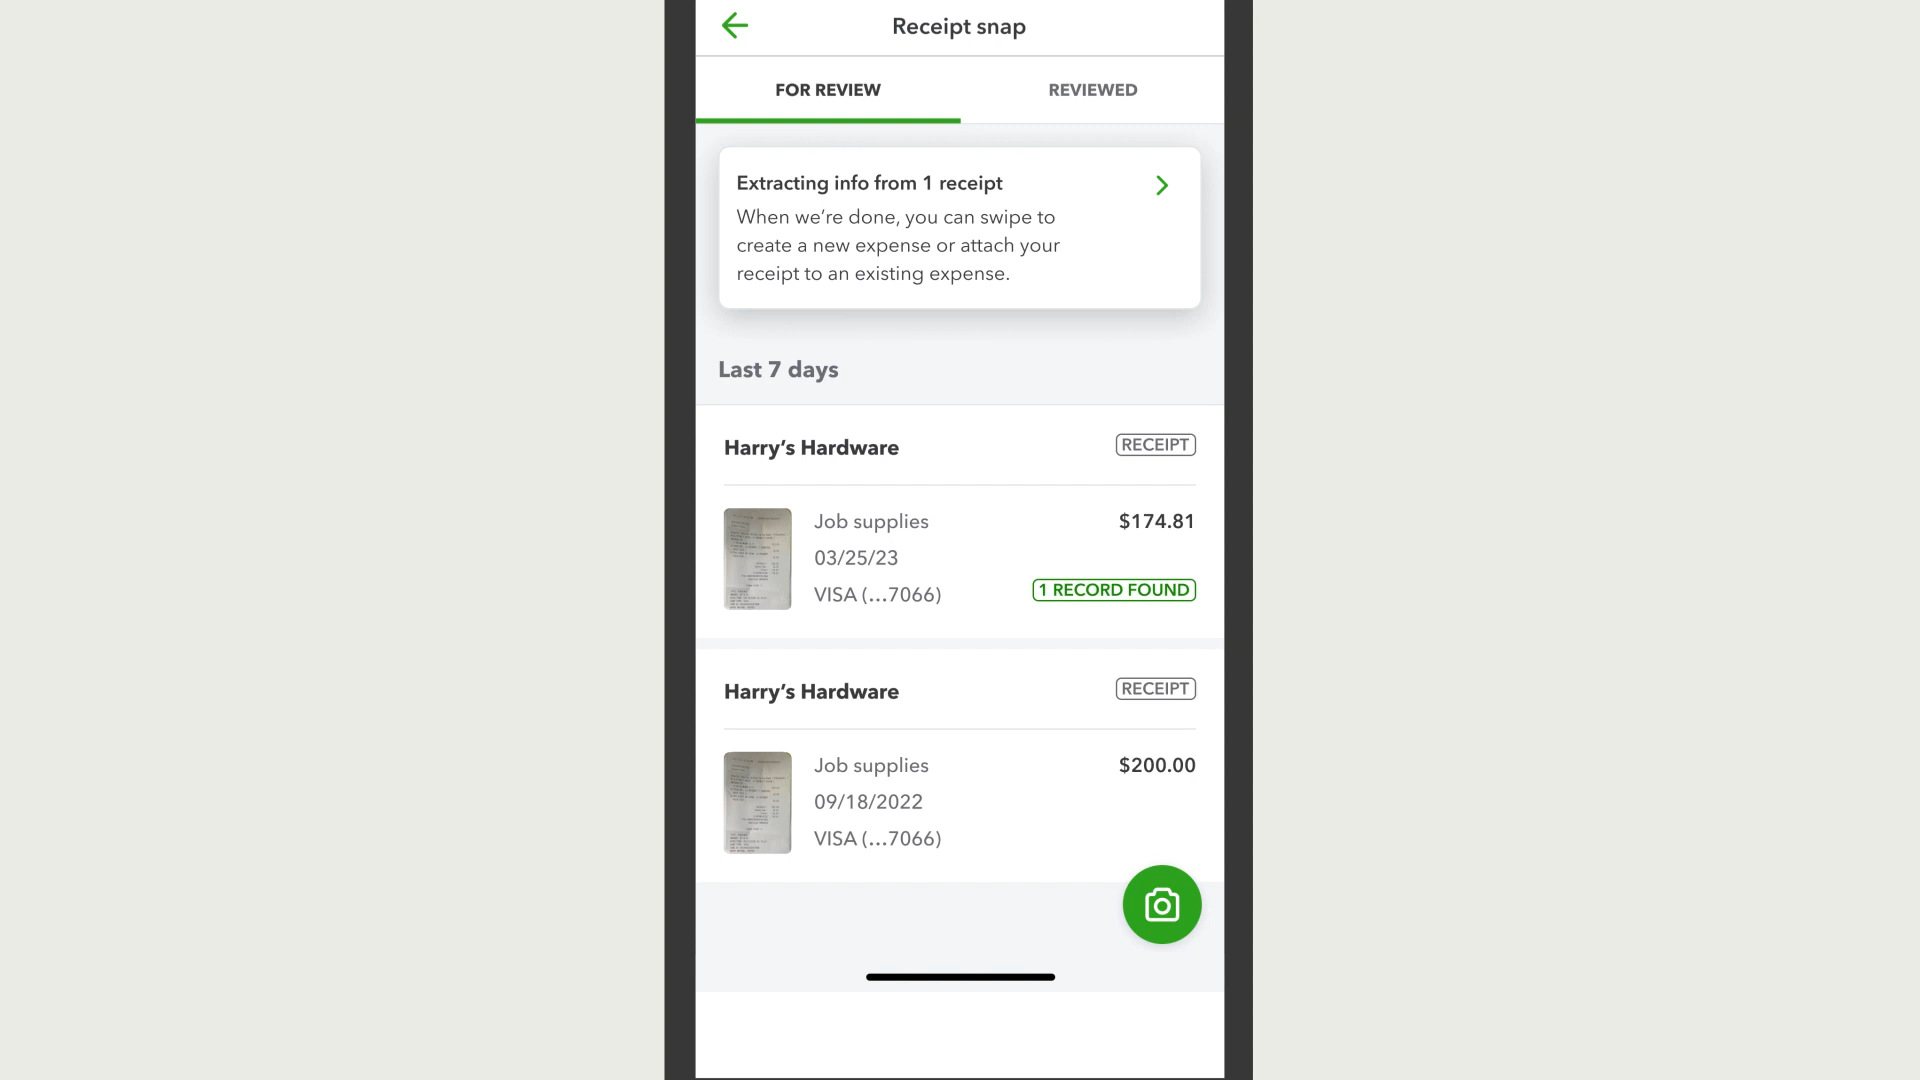 Receipt snap
FOR REVIEW
REVIEWED
Extracting info from 1 receipt
When we’re done, you can swipe to
create a new expense or attach your
receipt to an existing expense.
Last 7 days
Harry’s Hardware
RECEIPT
Job supplies
$174.81
03/25/23
VISA (...7066)
1 RECORD FOUND
Harry’s Hardware
RECEIPT
Job supplies
$200.00
09/18/2022
VISA (...7066)